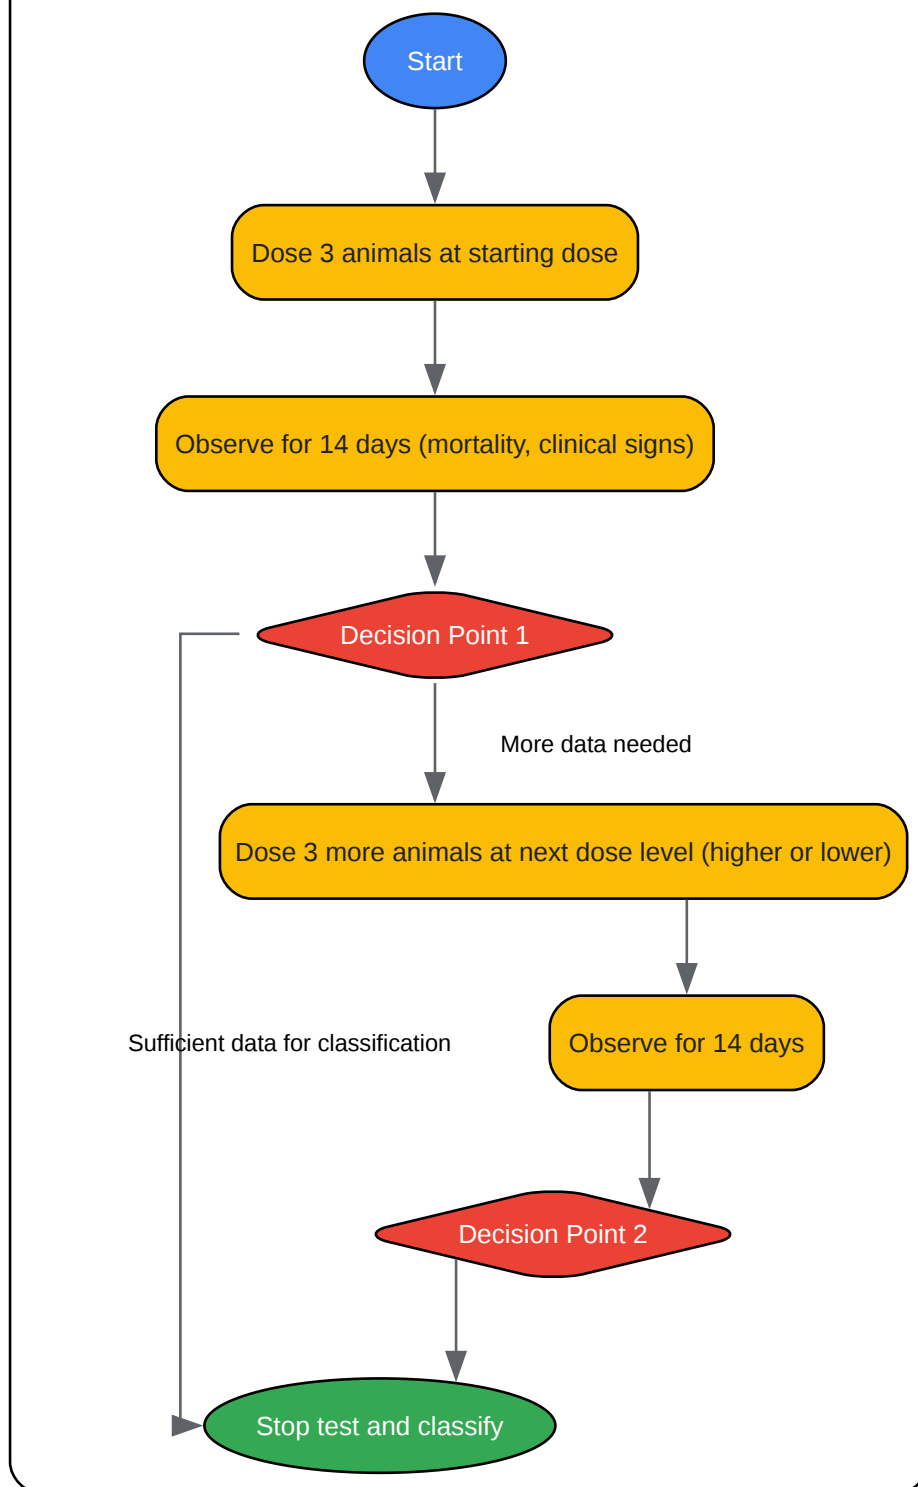 Start
Dose 3 animals at starting dose
Observe for 14 days (mortality, clinical signs)
Decision Point 1
More data needed
Dose 3 more animals at next dose level (higher or lower)
Sufficient data for classification
Observe for 14 days
Decision Point 2
Stop test and classify